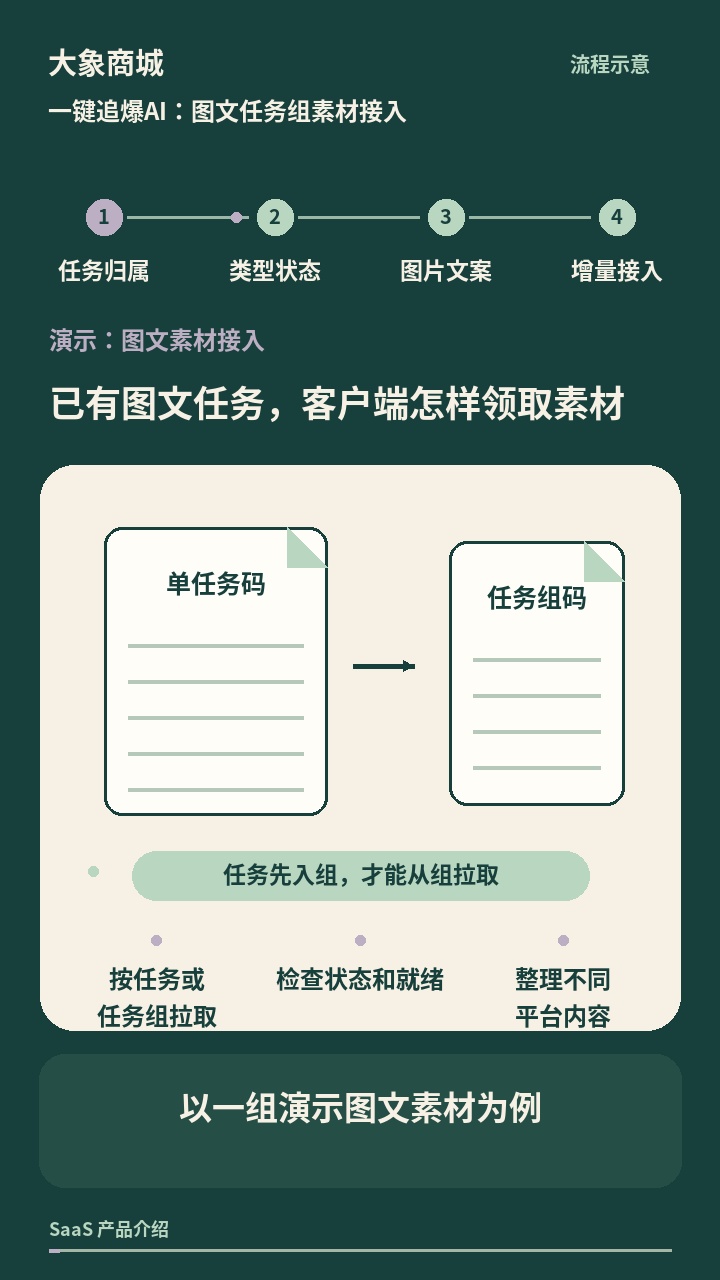 大象商城
流程示意
一键追爆AI：图文任务组素材接入
1
2
3
4
任务归属
类型状态
图片文案
增量接入
演示：图文素材接入
已有图文任务，客户端怎样领取素材
单任务码
任务组码
任务先入组，才能从组拉取
按任务或
任务组拉取
检查状态和就绪
整理不同
平台内容
以一组演示图文素材为例
SaaS 产品介绍